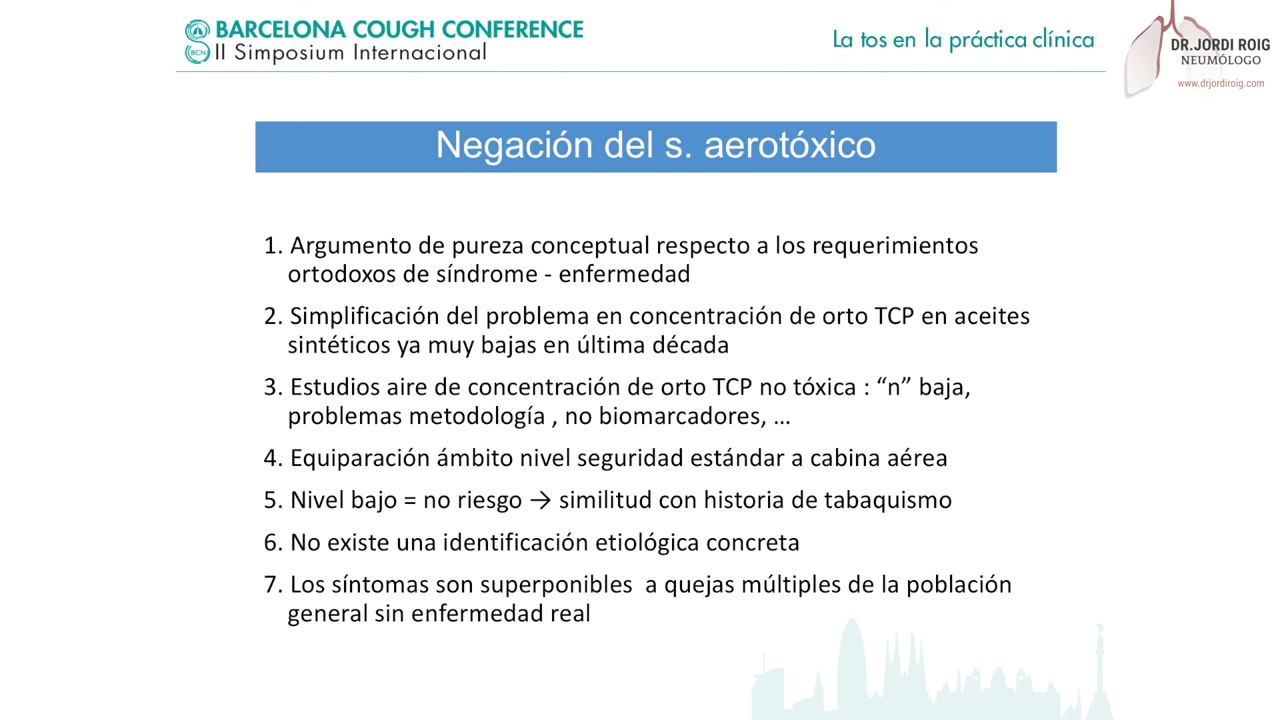 BARCELONA COUGH CONFERENCE
BCN
II Simposium Internacional
La tos en la práctica clínica
DR.JORDI ROIG
NEUMÓLOGO
www.drjordiroig.com
Negación del s. aerotóxico
1. Argumento de pureza conceptual respecto a los requerimientos
ortodoxos de síndrome - enfermedad
2. Simplificación del problema en concentración de orto TCP en aceites
sintéticos ya muy bajas en última década
3. Estudios aire de concentración de orto TCP no tóxica : “n” baja,
problemas metodología , no biomarcadores, ...
4. Equiparación ámbito nivel seguridad estándar a cabina aérea
5. Nivel bajo = no riesgo → similitud con historia de tabaquismo
6. No existe una identificación etiológica concreta
7. Los síntomas son superponibles  a quejas múltiples de la población
general sin enfermedad real